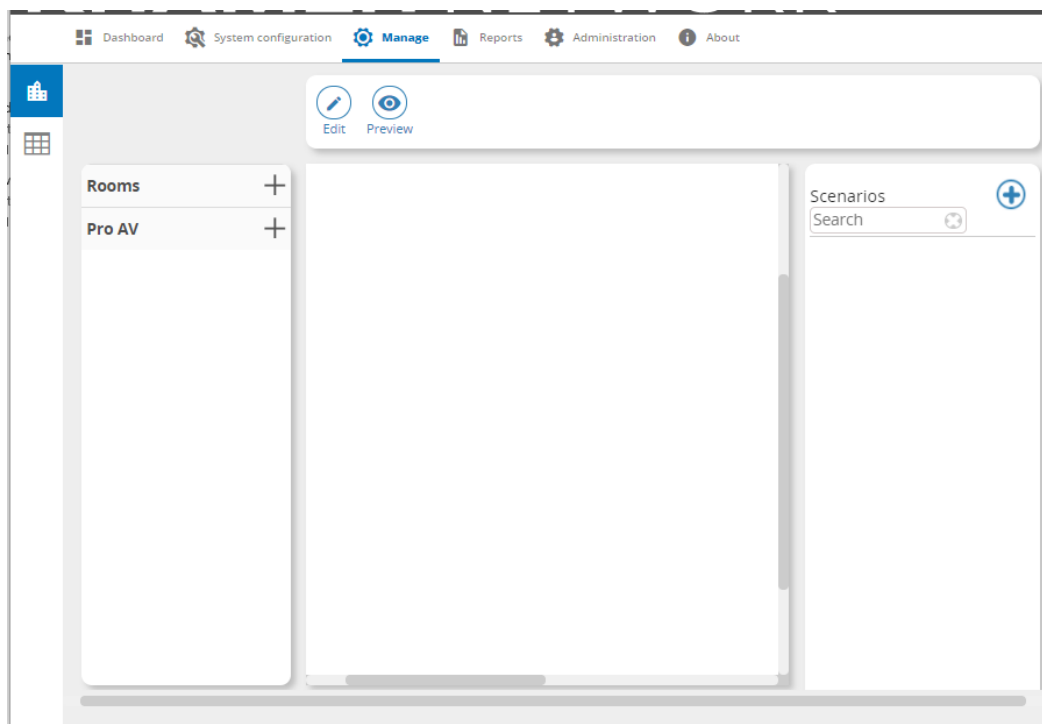 Dashboard System configuration Manage Reports Administration About
Edit Preview
Rooms
Pro AV
Scenarios
Search